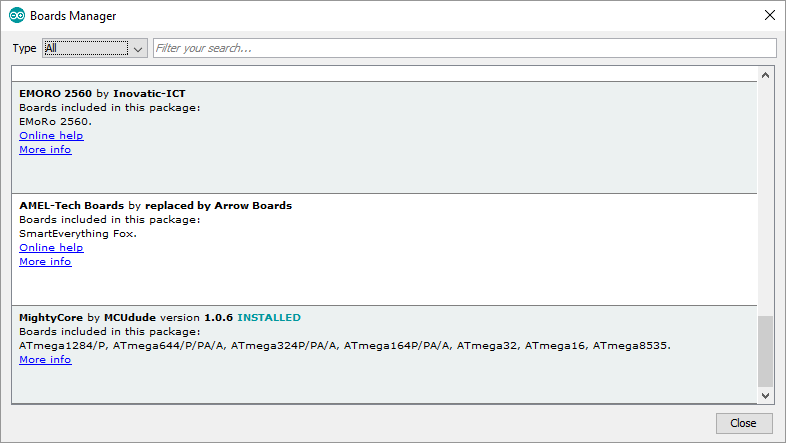 Boards Manager
Type All Filter your search...
EMORO 2560 by Inovatic-ICT
Boards included in this package:
EMoRo 2560.
Online help
More info
AMEL-Tech Boards by replaced by Arrow Boards
Boards included in this package:
SmartEverything Fox.
Online help
More info
MightyCore by MCUdude version 1.0.6 INSTALLED
Boards included in this package:
ATmega1284/P, ATmega644/P/PA/A, ATmega324P/PA/A, ATmega164P/PA/A, ATmega32, ATmega16, ATmega8535.
More info
Close